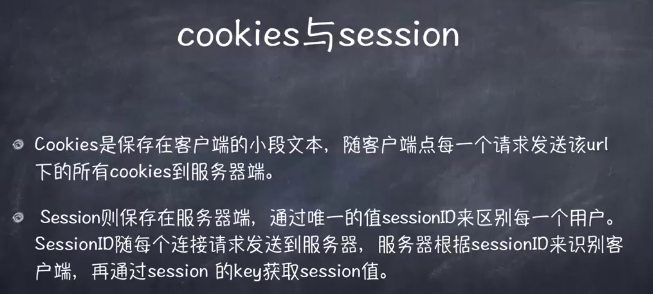 cookies与session
Cookies是保存在客户端的小段文本，随客户端点每一个请求发送该url
下的所有cookies到服务器端。
Session则保存在服务器端，通过唯一的值sessionID来区别每一个用户。
SessionID随每个连接请求发送到服务器，服务器根据sessionID来识别客
户端，再通过session 的key获取session值。